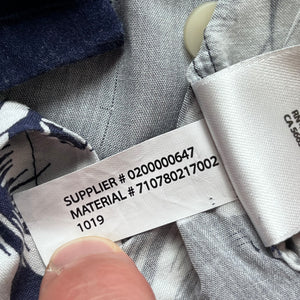 SUPPLIER # 0200000647
MATERIAL # 710780217002
1019